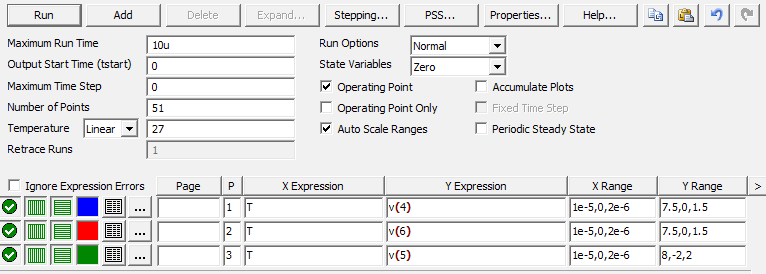 Run Add Delete Expand... Stepping... PSS... Properties... Help...
Maximum Run Time 10u Run Options Normal
Output Start Time (tstart) 0 State Variables Zero
Maximum Time Step 0 Operating Point Accumulate Plots
Number of Points 51 Operating Point Only Fixed Time Step
Temperature Linear 27 Auto Scale Ranges Periodic Steady State
Retrace Runs 1
Ignore Expression Errors Page P X Expression Y Expression X Range Y Range >
... 1 T v(4) 1e-5,0,2e-6 7.5,0,1.5
... 2 T v(6) 1e-5,0,2e-6 7.5,0,1.5
... 3 T v(5) 1e-5,0,2e-6 8,-2,2